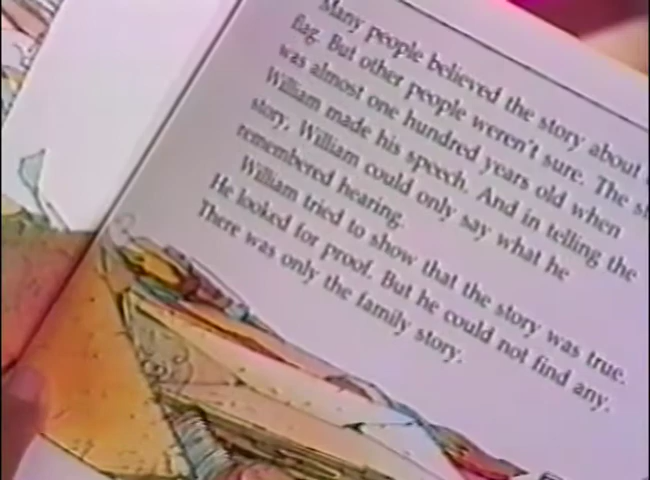 Many people believed the story about
flag. But other people weren't sure. The
was almost one hundred years old when
William made his speech. And in telling the
story, William could only say what he
remembered hearing.
William tried to show that the story was true.
He looked for proof. But he could not find any.
There was only the family story.